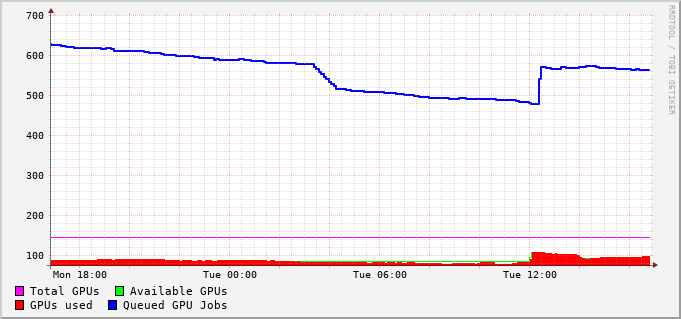 700
600
500
400
300
200
100
Mon 18:00 Tue 00:00 Tue 06:00 Tue 12:00
Total GPUs Available GPUs
GPUs used Queued GPU Jobs
RRDTOOL / TOBI OETIKER